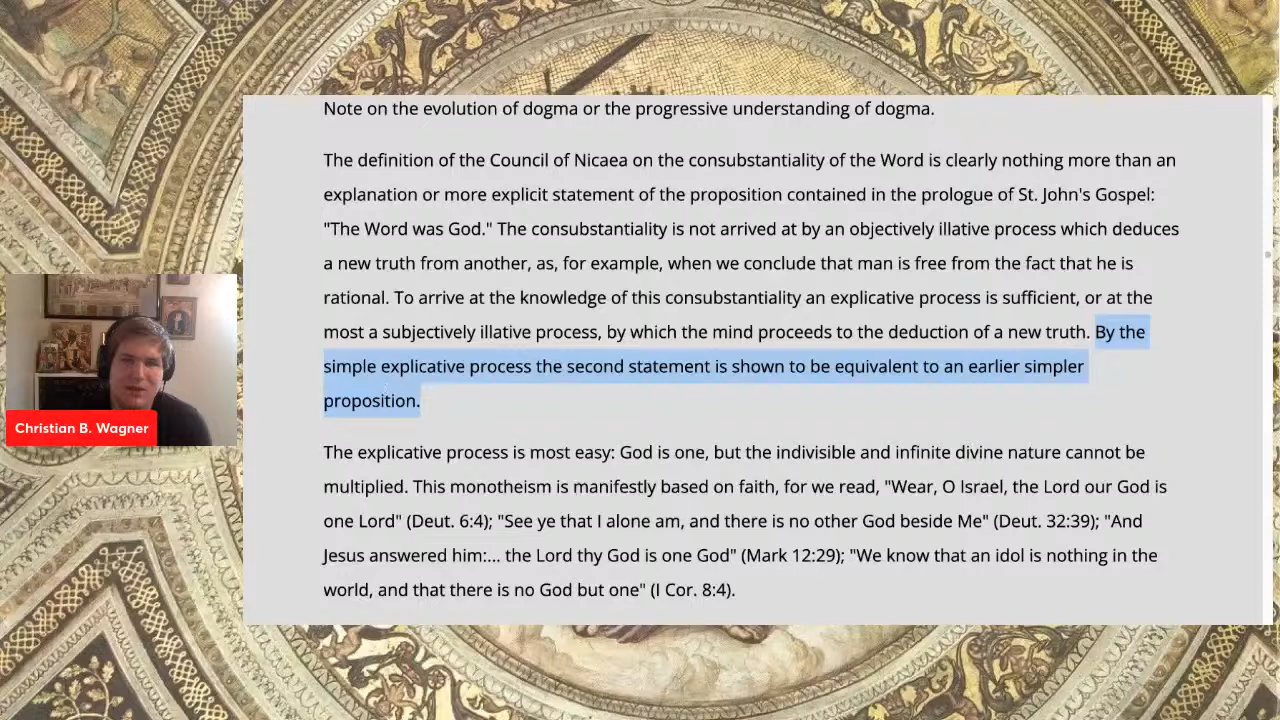 Note on the evolution of dogma or the progressive understanding of dogma.
The definition of the Council of Nicaea on the consubstantiality of the Word is clearly nothing more than an
explanation or more explicit statement of the proposition contained in the prologue of St. John's Gospel:
"The Word was God." The consubstantiality is not arrived at by an objectively illative process which deduces
a new truth from another, as, for example, when we conclude that man is free from the fact that he is
rational. To arrive at the knowledge of this consubstantiality an explicative process is sufficient, or at the
most a subjectively illative process, by which the mind proceeds to the deduction of a new truth. By the
simple explicative process the second statement is shown to be equivalent to an earlier simpler
proposition.
Christian B. Wagner
The explicative process is most easy: God is one, but the indivisible and infinite divine nature cannot be
multiplied. This monotheism is manifestly based on faith, for we read, "Wear, O Israel, the Lord our God is
one Lord" (Deut. 6:4); "See ye that I alone am, and there is no other God beside Me" (Deut. 32:39); "And
Jesus answered him:... the Lord thy God is one God" (Mark 12:29); "We know that an idol is nothing in the
world, and that there is no God but one" (I Cor. 8:4).